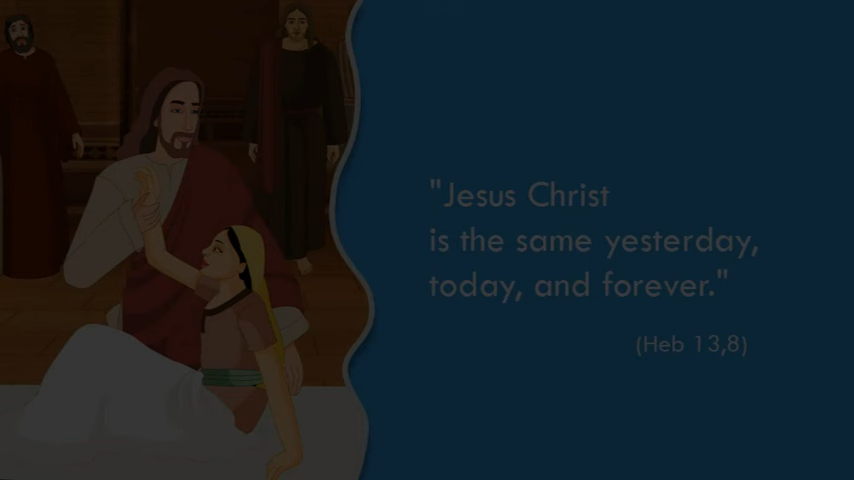 "Jesus Christ
is the same yesterday,
today, and forever."
(Heb 13,8)